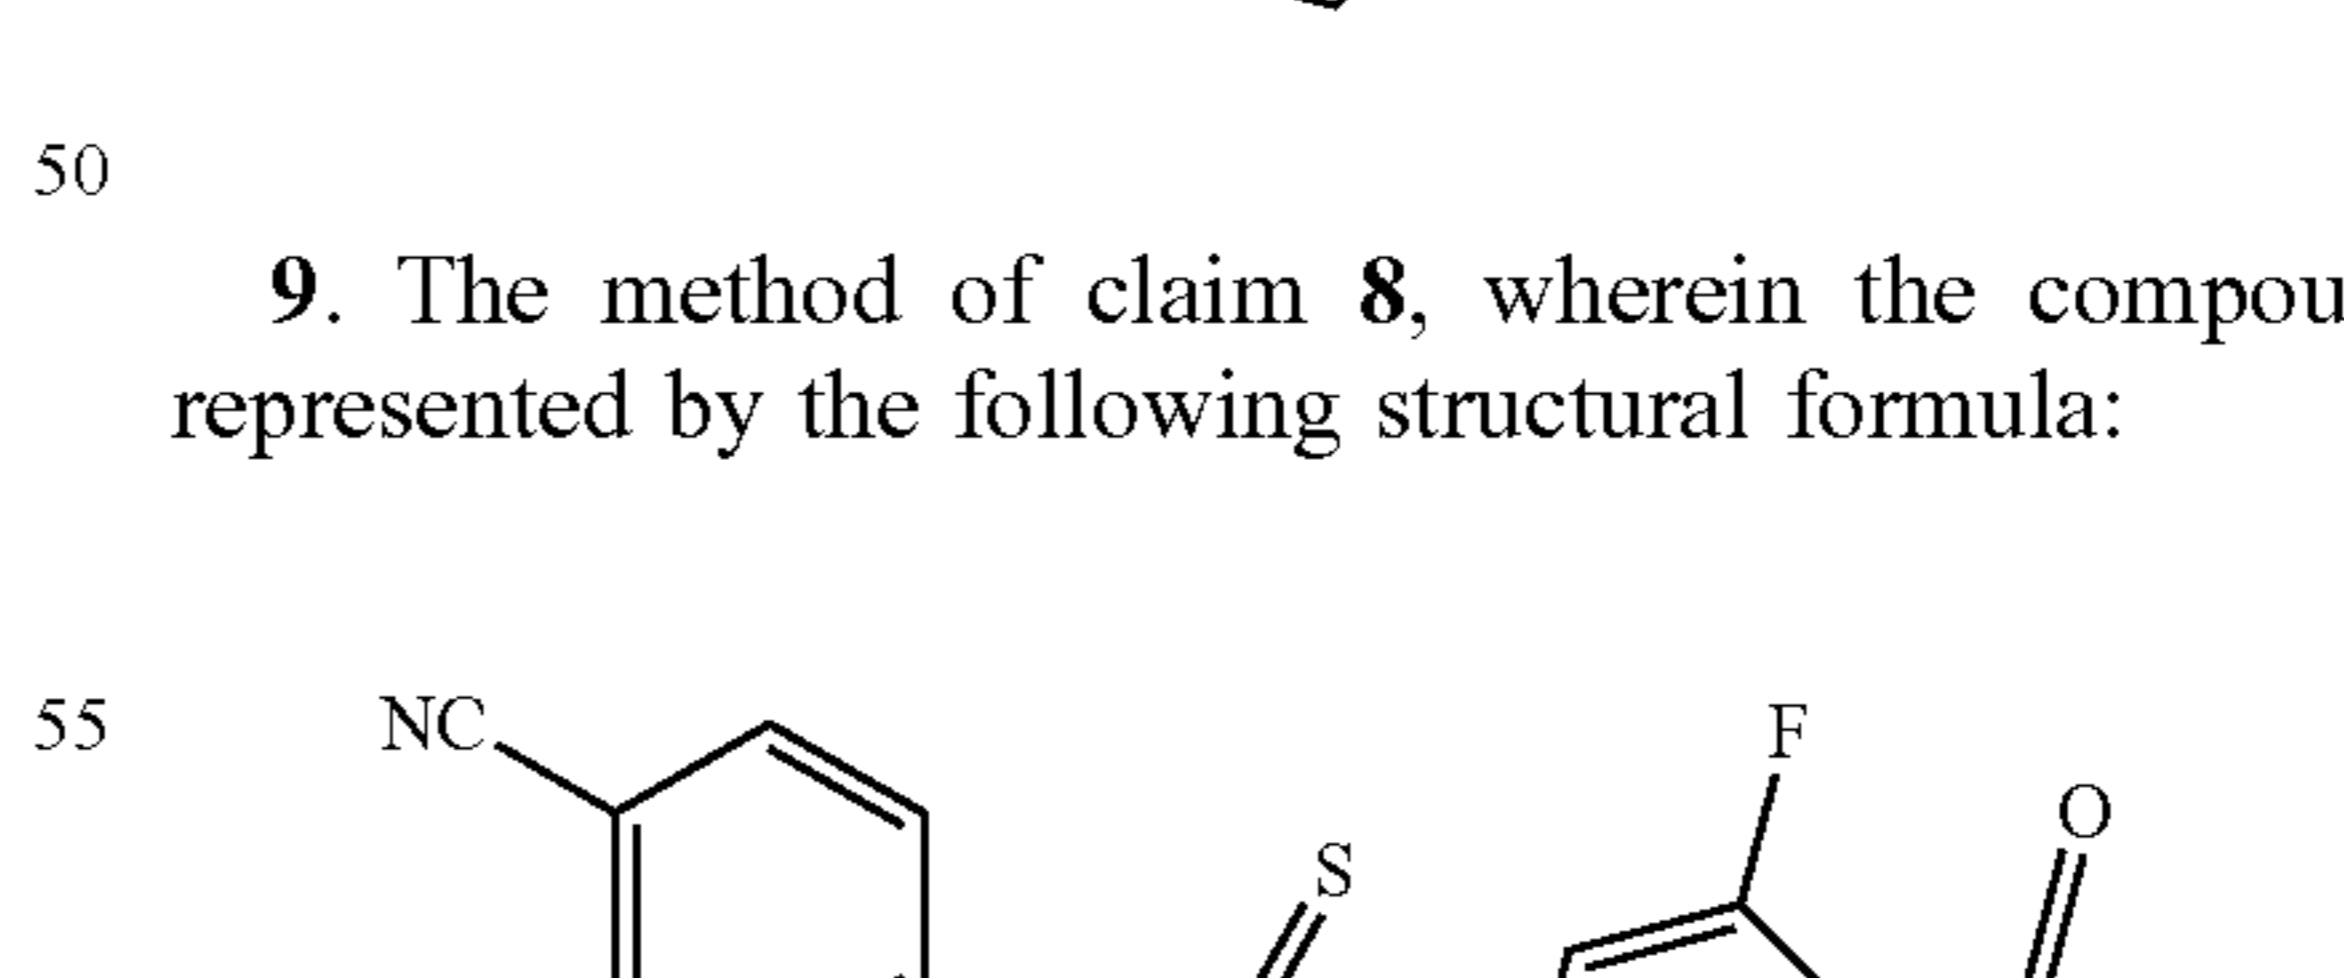 50
9. The method of claim 8, wherein the compou
represented by the following structural formula:
55
NC
F
O
S